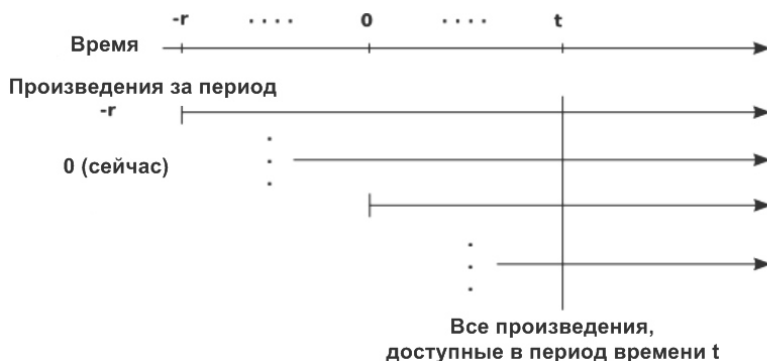 -r .... 0 .... t
Время
Произведения за период
-r
0 (сейчас)
Все произведения,
доступные в период времени t